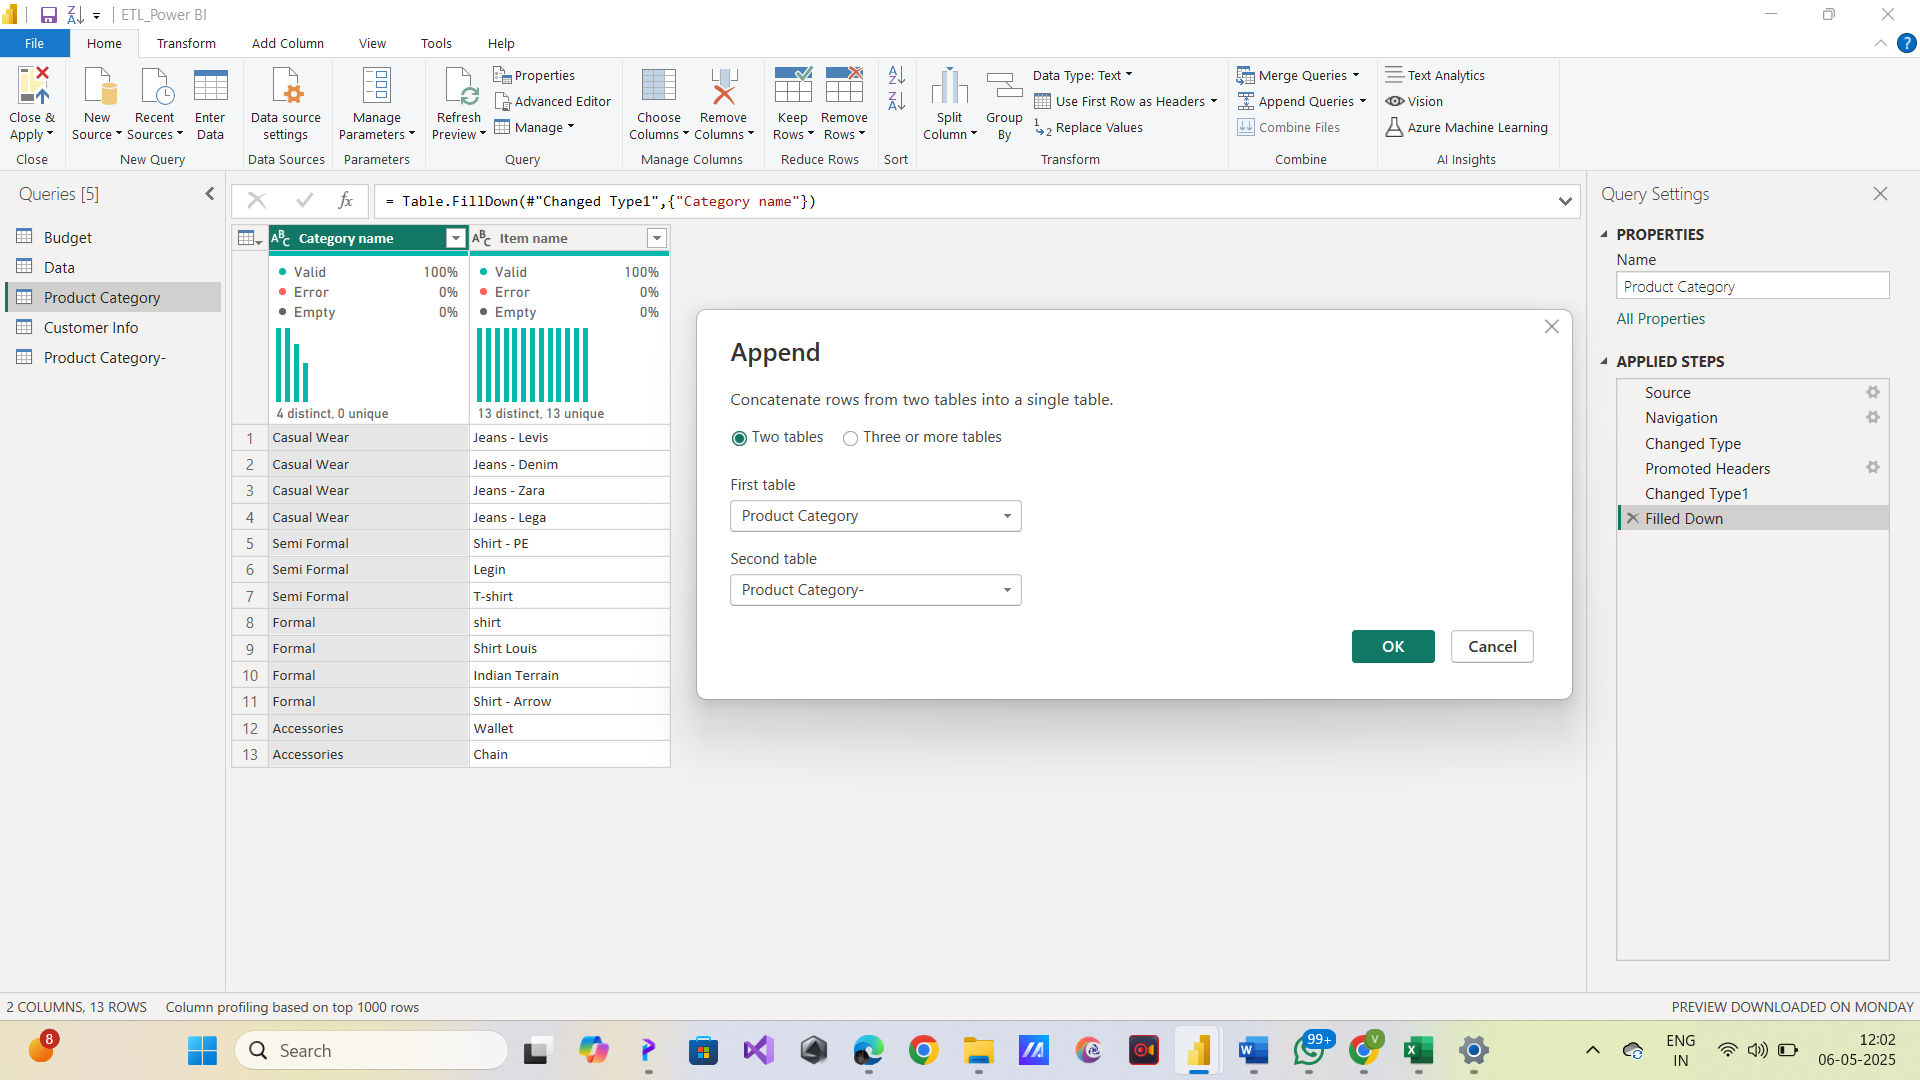 ETL_Power BI
File
Home
Transform
Add Column
View
Tools
Help
Close &
Apply
Close
New
Source
Recent
Sources
Enter
Data
New Query
Data source
settings
Data Sources
Manage
Parameters
Parameters
Refresh
Preview
Properties
Advanced Editor
Manage
Query
Choose
Columns
Remove
Columns
Manage Columns
Keep
Rows
Remove
Rows
Reduce Rows
Sort
Split
Column
Group
By
Data Type: Text
Use First Row as Headers
Replace Values
Transform
Merge Queries
Append Queries
Combine Files
Combine
Text Analytics
Vision
Azure Machine Learning
AI Insights
Queries [5]
Budget
Data
Product Category
Customer Info
Product Category-
fx
= Table.FillDown(#"Changed Type1",{"Category name"})
Category name
Item name
Valid 100%
Error 0%
Empty 0%
4 distinct, 0 unique
Valid 100%
Error 0%
Empty 0%
13 distinct, 13 unique
1 Casual Wear Jeans - Levis
2 Casual Wear Jeans - Denim
3 Casual Wear Jeans - Zara
4 Casual Wear Jeans - Lega
5 Semi Formal Shirt - PE
6 Semi Formal Legin
7 Semi Formal T-shirt
8 Formal shirt
9 Formal Shirt Louis
10 Formal Indian Terrain
11 Formal Shirt - Arrow
12 Accessories Wallet
13 Accessories Chain
Append
Concatenate rows from two tables into a single table.
Two tables
Three or more tables
First table
Product Category
Second table
Product Category-
OK
Cancel
Query Settings
PROPERTIES
Name
Product Category
All Properties
APPLIED STEPS
Source
Navigation
Changed Type
Promoted Headers
Changed Type1
Filled Down
2 COLUMNS, 13 ROWS
Column profiling based on top 1000 rows
PREVIEW DOWNLOADED ON MONDAY
8
Search
99+
V
ENG
IN
12:02
06-05-2025